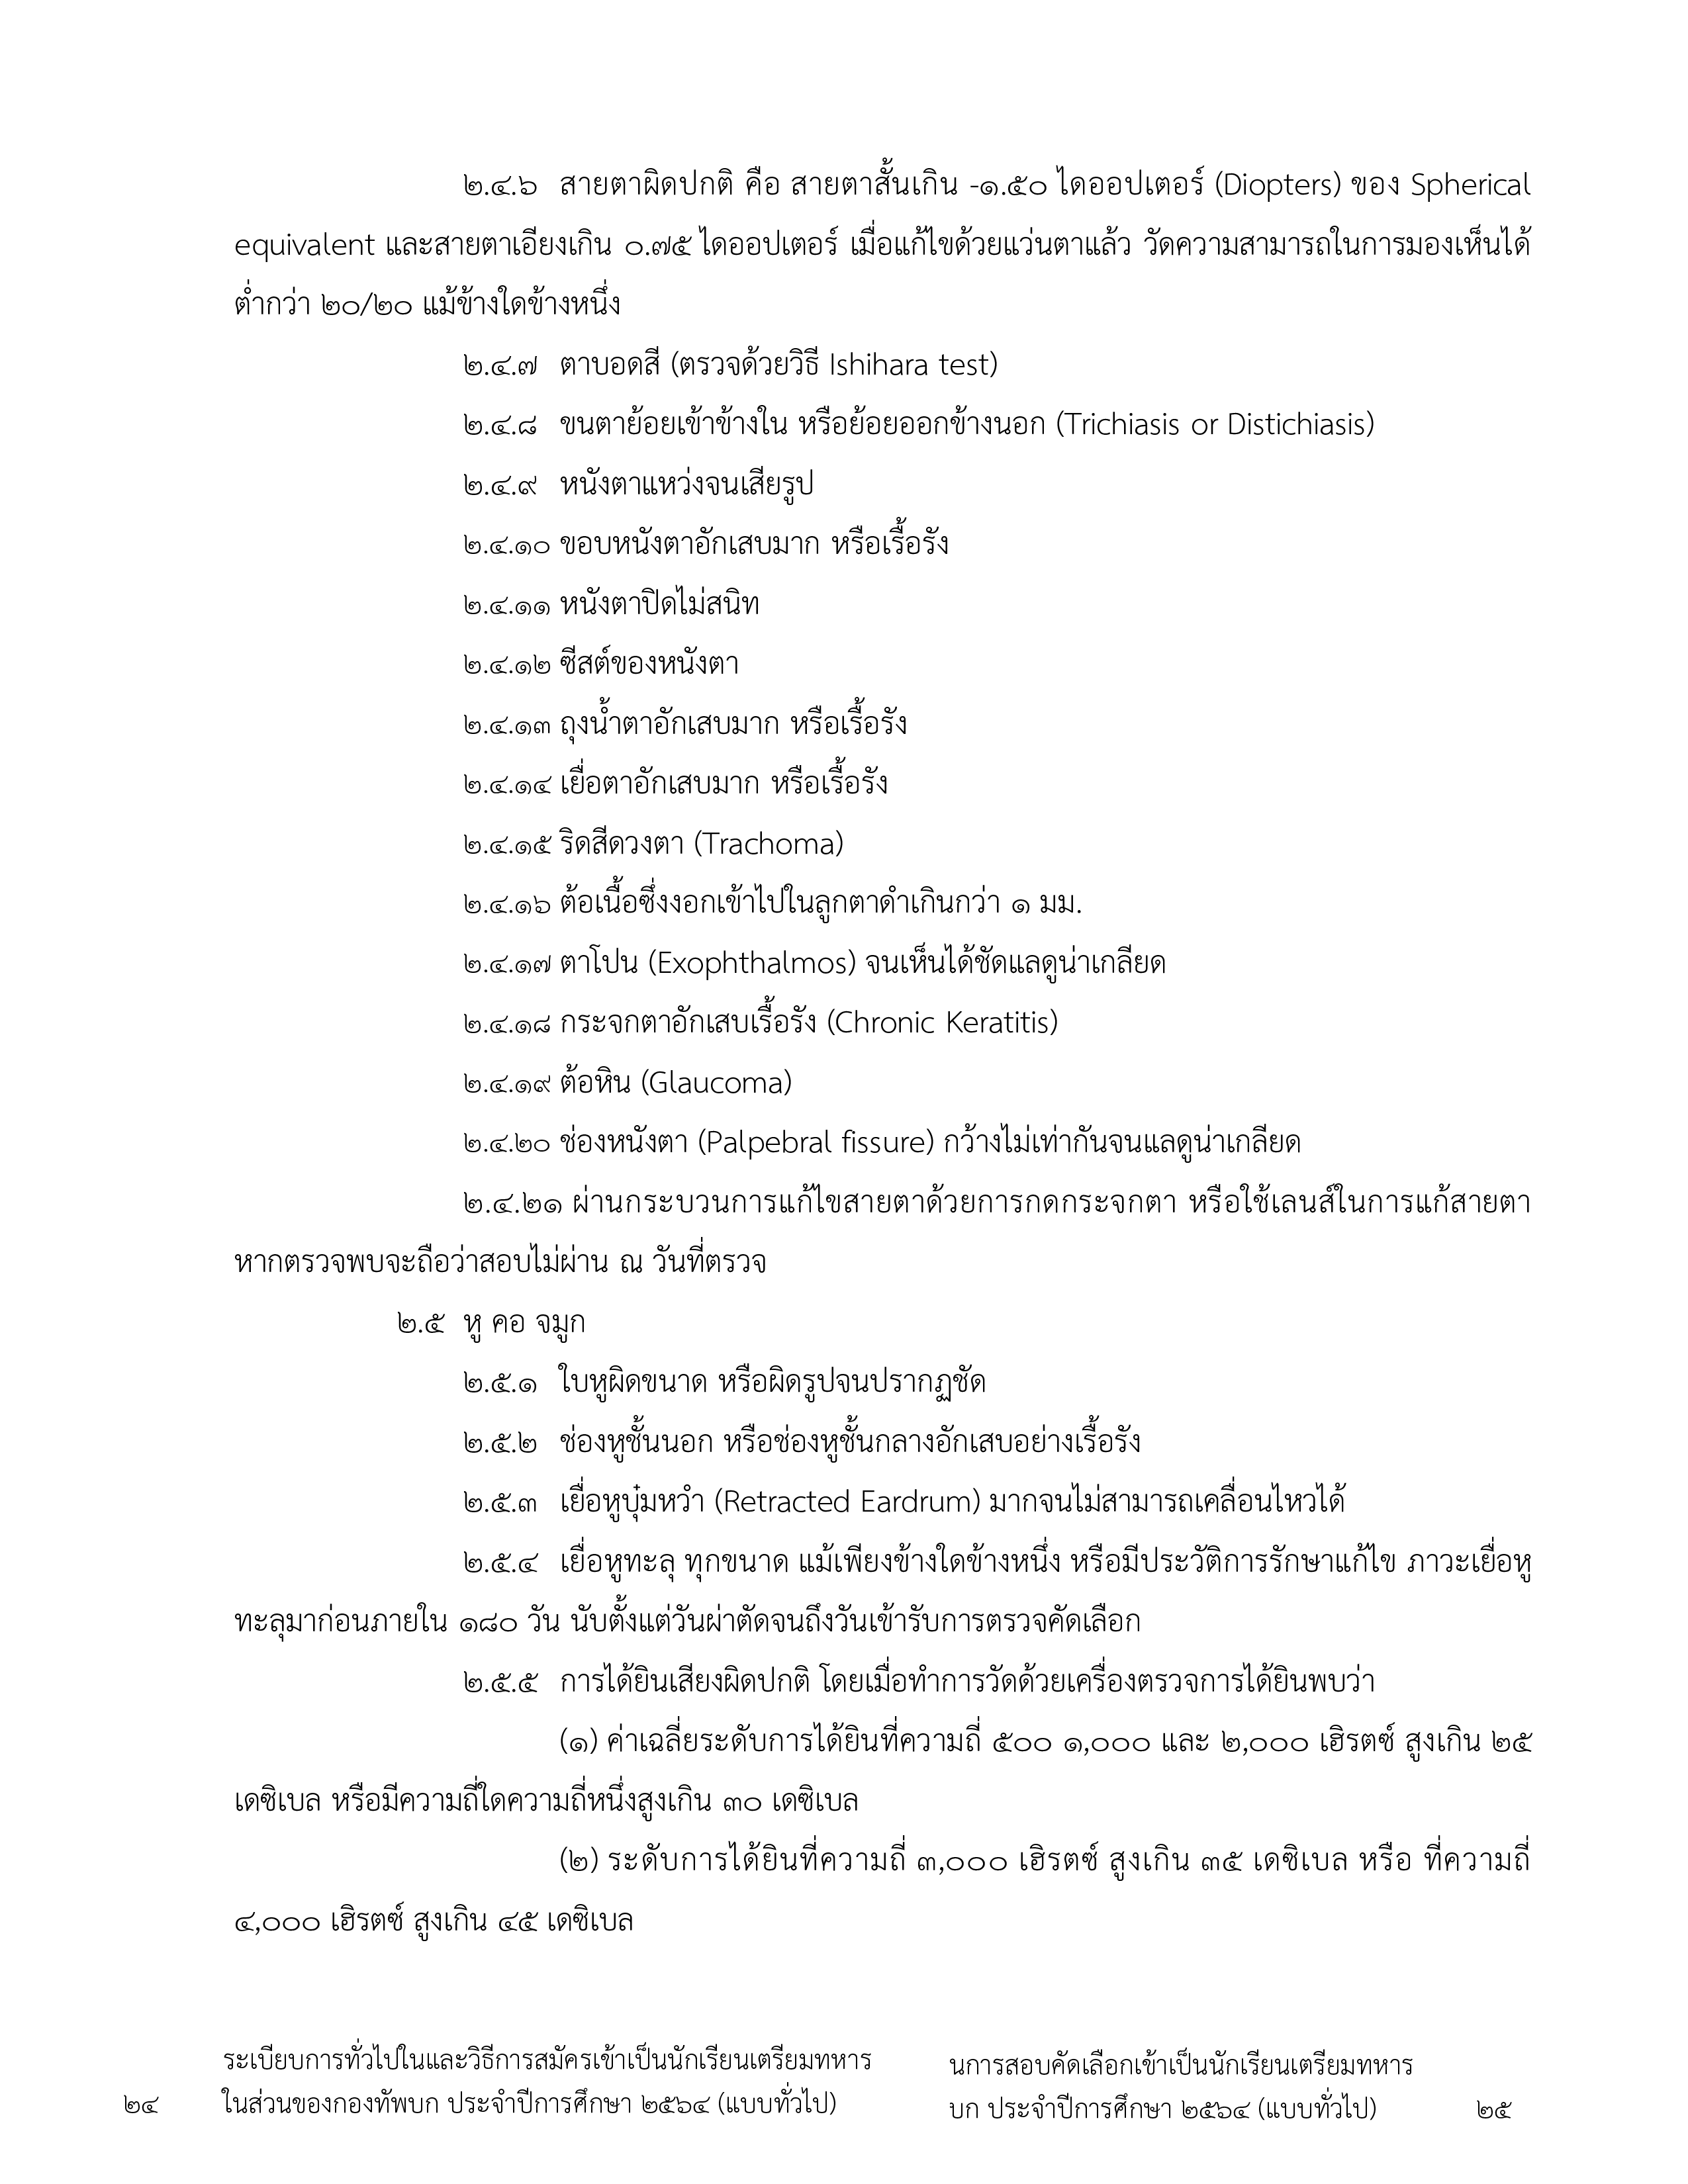 ๒.๔.๖ สายตาผิดปกติ คือ สายตาสั้นเกิน -๑.๕๐ ไดออปเตอร์ (Diopters) ของ Spherical
equivalent และสายตาเอียงเกิน ๐.๗๕ ไดออปเตอร์ เมื่อแก้ไขด้วยแว่นตาแล้ว วัดความสามารถในการมองเห็นได้
ต่ำกว่า ๒๐/๒๐ แม้ข้างใดข้างหนึ่ง
๒.๔.๗ ตาบอดสี (ตรวจด้วยวิธี Ishihara test)
๒.๔.๘ ขนตาย้อยเข้าข้างใน หรือย้อยออกข้างนอก (Trichiasis or Distichiasis)
๒.๔.๙ หนังตาแหว่งจนเสียรูป
๒.๔.๑๐ ขอบหนังตาอักเสบมาก หรือเรื้อรัง
๒.๔.๑๑ หนังตาปิดไม่สนิท
๒.๔.๑๒ ซีสต์ของหนังตา
๒.๔.๑๓ ถุงน้ำตาอักเสบมาก หรือเรื้อรัง
๒.๔.๑๔ เยื่อตาอักเสบมาก หรือเรื้อรัง
๒.๔.๑๕ ริดสีดวงตา (Trachoma)
๒.๔.๑๖ ต้อเนื้อซึ่งงอกเข้าไปในลูกตาดำเกินกว่า ๑ มม.
๒.๔.๑๗ ตาโปน (Exophthalmos) จนเห็นได้ชัดแลดูน่าเกลียด
๒.๔.๑๘ กระจกตาอักเสบเรื้อรัง (Chronic Keratitis)
๒.๔.๑๙ ต้อหิน (Glaucoma)
๒.๔.๒๐ ช่องหนังตา (Palpebral fissure) กว้างไม่เท่ากันจนแลดูน่าเกลียด
๒.๔.๒๑ ผ่านกระบวนการแก้ไขสายตาด้วยการกดกระจกตา หรือใช้เลนส์ในการแก้สายตา
หากตรวจพบจะถือว่าสอบไม่ผ่าน ณ วันที่ตรวจ
๒.๕ หู คอ จมูก
๒.๕.๑ ใบหูผิดขนาด หรือผิดรูปจนปรากฏชัด
๒.๕.๒ ช่องหูชั้นนอก หรือช่องหูชั้นกลางอักเสบอย่างเรื้อรัง
๒.๕.๓ เยื่อหูบุ๋มหวำ (Retracted Eardrum) มากจนไม่สามารถเคลื่อนไหวได้
๒.๕.๔ เยื่อหูทะลุ ทุกขนาด แม้เพียงข้างใดข้างหนึ่ง หรือมีประวัติการรักษาแก้ไข ภาวะเยื่อหู
ทะลุมาก่อนภายใน ๑๘๐ วัน นับตั้งแต่วันผ่าตัดจนถึงวันเข้ารับการตรวจคัดเลือก
๒.๕.๕ การได้ยินเสียงผิดปกติ โดยเมื่อทำการวัดด้วยเครื่องตรวจการได้ยินพบว่า
(๑) ค่าเฉลี่ยระดับการได้ยินที่ความถี่ ๕๐๐ ๑,๐๐๐ และ ๒,๐๐๐ เฮิรตซ์ สูงเกิน ๒๕
เดซิเบล หรือมีความถี่ใดความถี่หนึ่งสูงเกิน ๓๐ เดซิเบล
(๒) ระดับการได้ยินที่ความถี่ ๓,๐๐๐ เฮิรตซ์ สูงเกิน ๓๕ เดซิเบล หรือ ที่ความถี่
๔,๐๐๐ เฮิรตซ์ สูงเกิน ๔๕ เดซิเบล
ระเบียบการทั่วไปในและวิธีการสมัครเข้าเป็นนักเรียนเตรียมทหาร
๒๔ ในส่วนของกองทัพบก ประจำปีการศึกษา ๒๕๖๔ (แบบทั่วไป)
นการสอบคัดเลือกเข้าเป็นนักเรียนเตรียมทหาร
บก ประจำปีการศึกษา ๒๕๖๔ (แบบทั่วไป) ๒๕